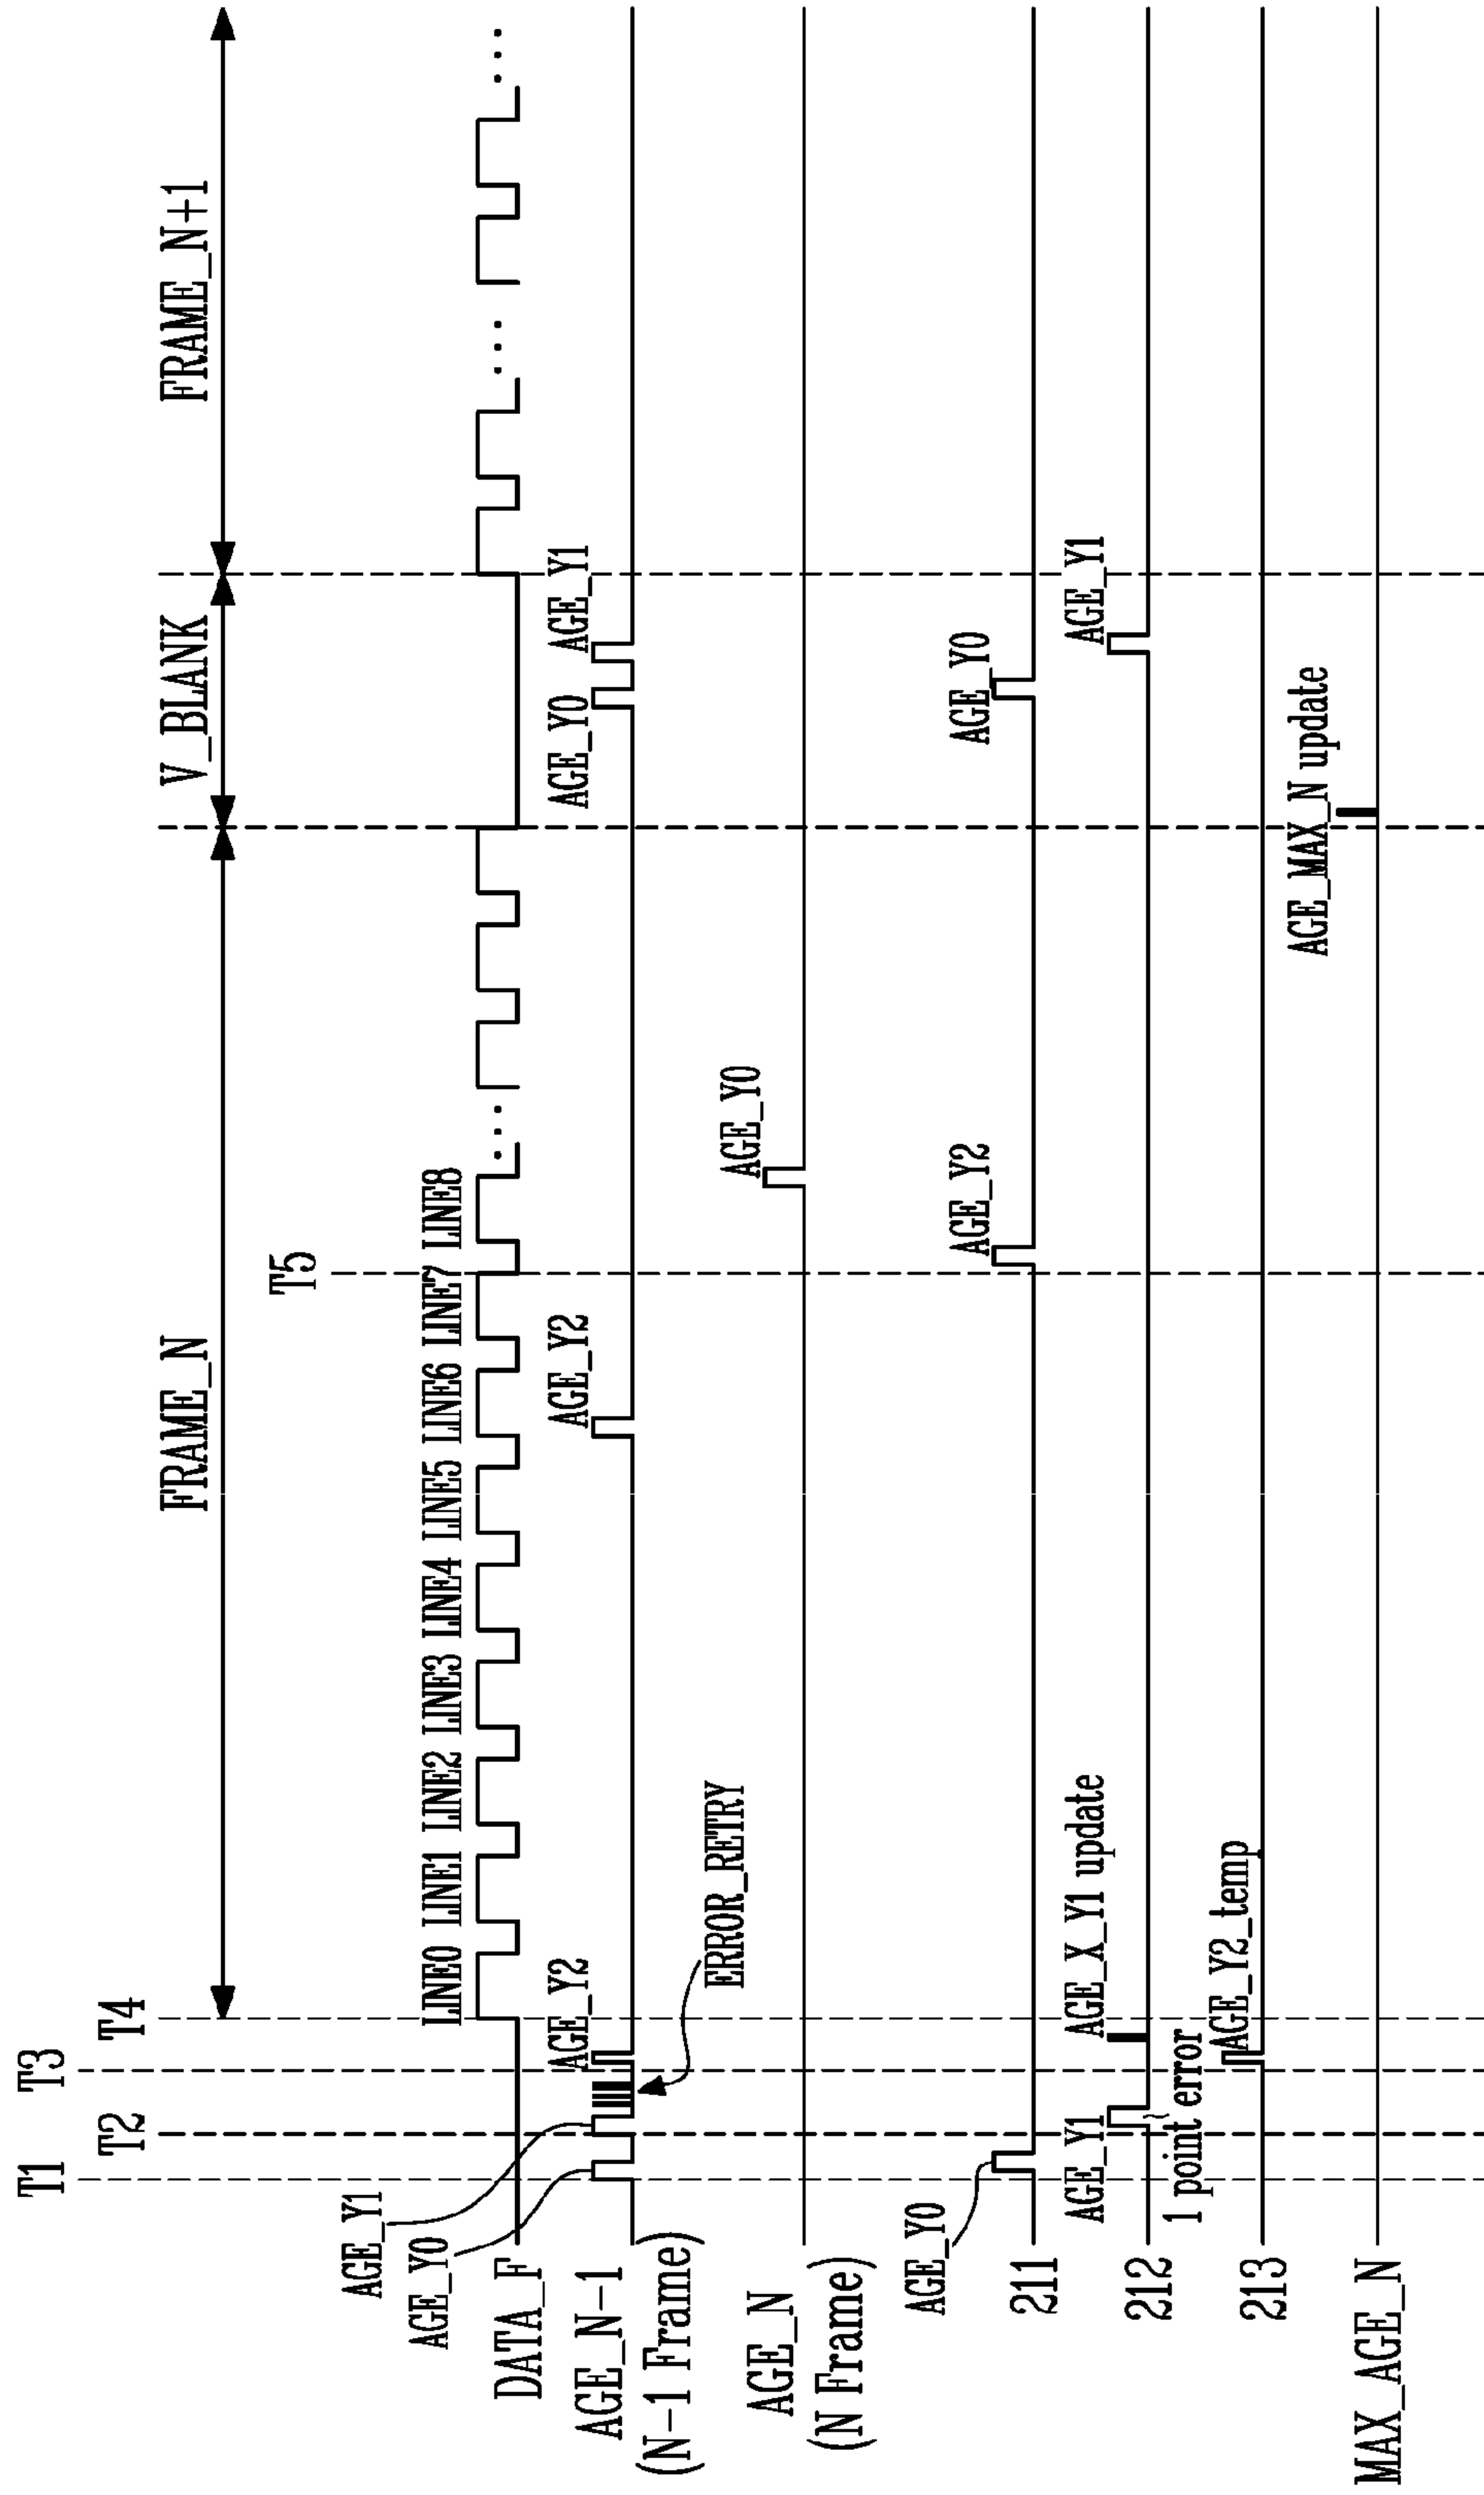 T1 T3
T2 T4
FRAME_N V_BLANK FRAME_N+1
T5
AGE_Y1
AGE_Y0
LINE0 LINE1 LINE2 LINE3 LINE4 LINE5 LINE6 LINE7 LINE8
DATA_F
AGE_Y2 AGE_Y2 AGE_Y0 AGE_Y1
AGE_N-1
(N-1 Frame)
ERROR_RETRY
AGE_Y0
AGE_N
(N Frame)
AGE_Y0
AGE_Y2 AGE_Y0
211
AGE_Y1 AGE_X_Y1 update AGE_Y1
212
1 point error
AGE_Y2_temp
213
AGE_MAX_N update
MAX_AGE_N